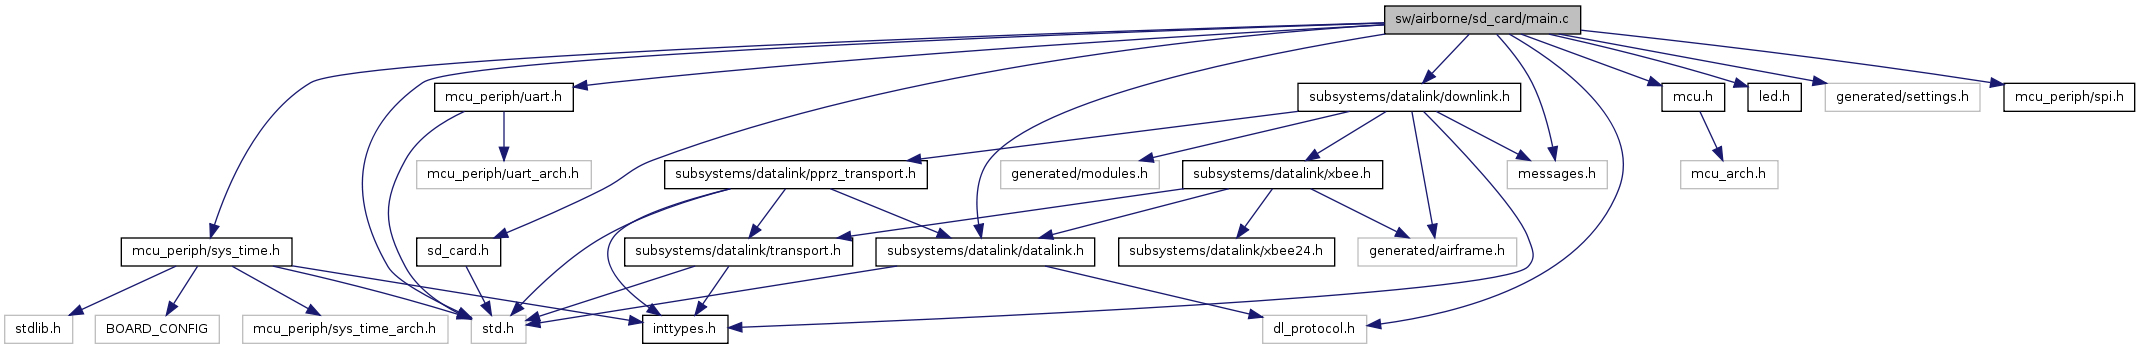 sw/airborne/sd_card/main.c
mcu_periph/uart.h
subsystems/datalink/downlink.h
mcu.h
led.h
generated/settings.h
mcu_periph/spi.h
mcu_periph/uart_arch.h
subsystems/datalink/pprz_transport.h
generated/modules.h
subsystems/datalink/xbee.h
messages.h
mcu_arch.h
mcu_periph/sys_time.h
sd_card.h
subsystems/datalink/transport.h
subsystems/datalink/datalink.h
subsystems/datalink/xbee24.h
generated/airframe.h
stdlib.h
BOARD_CONFIG
mcu_periph/sys_time_arch.h
std.h
inttypes.h
dl_protocol.h